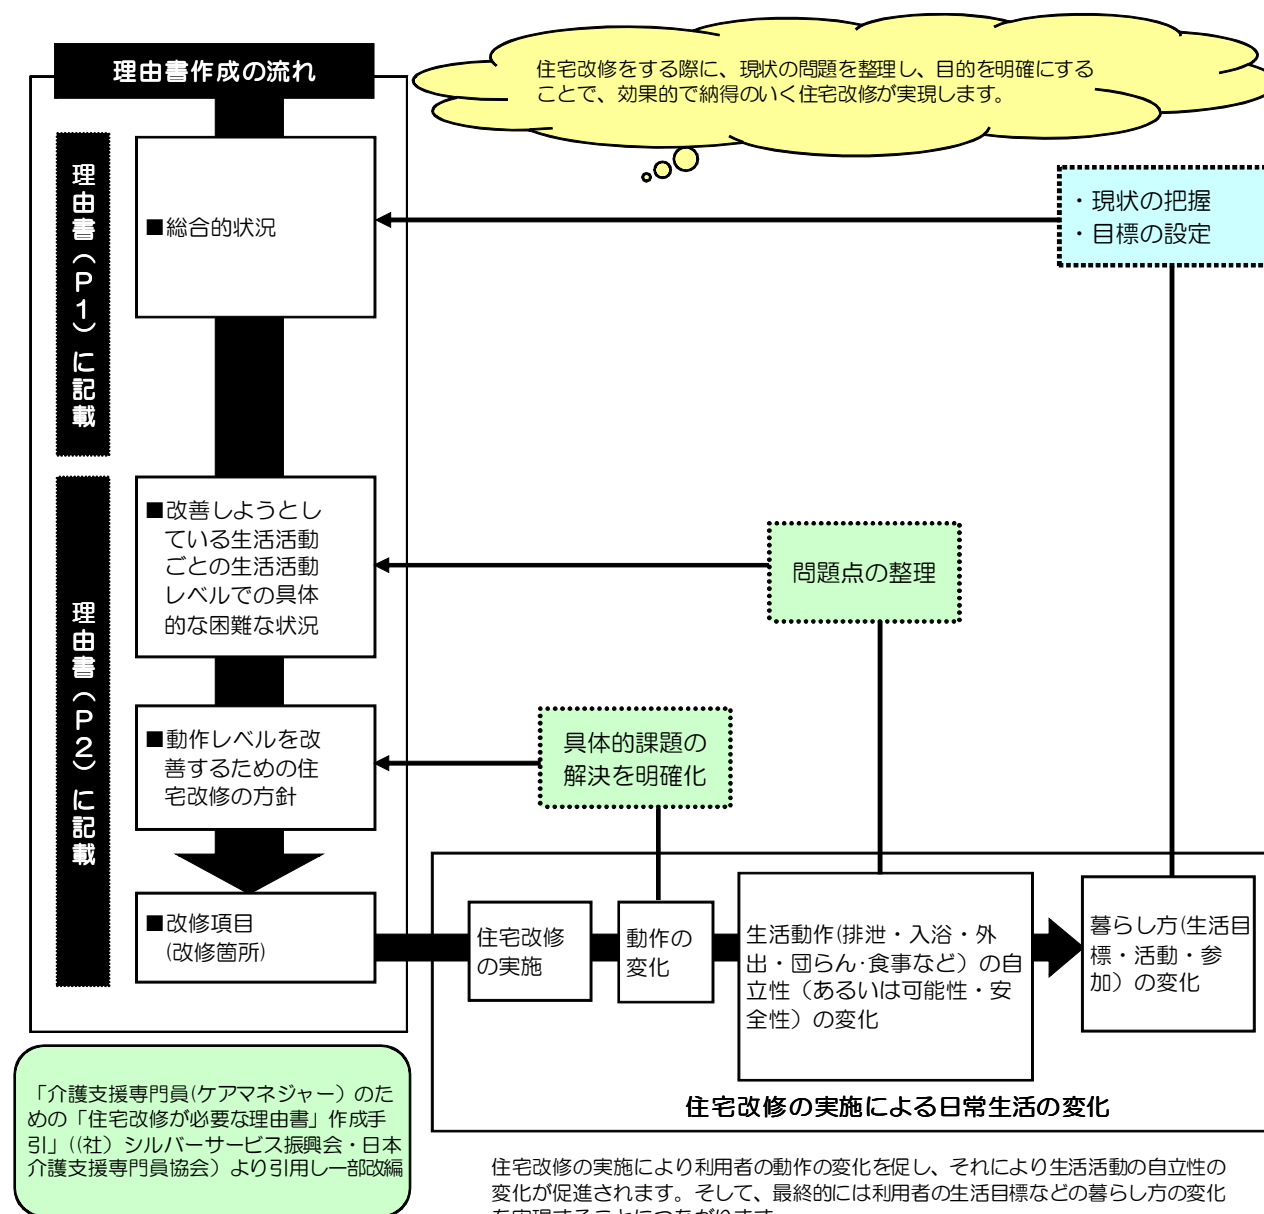 理由書作成の流れ
住宅改修をする際に、現状の問題を整理し、目的を明確にする
ことで、効果的で納得のいく住宅改修が実現します。
理由書（P1）に記載
■総合的状況
・現状の把握
・目標の設定
理由書（P2）に記載
■改善しようとし
ている生活活動
ごとの生活活動
レベルでの具体
的な困難な状況
問題点の整理
■動作レベルを改
善するための住
宅改修の方針
具体的課題の
解決を明確化
■改修項目
(改修箇所)
住宅改修
の実施
動作の
変化
生活動作(排泄・入浴・外
出・団らん・食事など）の自
立性（あるいは可能性・安
全性）の変化
暮らし方(生活目
標・活動・参
加）の変化
住宅改修の実施による日常生活の変化
「介護支援専門員(ケアマネジャー）のた
めの「住宅改修が必要な理由書」作成手
引」((社）シルバーサービス振興会・日本
介護支援専門員協会）より引用し一部改編
住宅改修の実施により利用者の動作の変化を促し、それにより生活活動の自立性の
変化が促進されます。そして、最終的には利用者の生活目標などの暮らし方の変化
を実現することにつながります